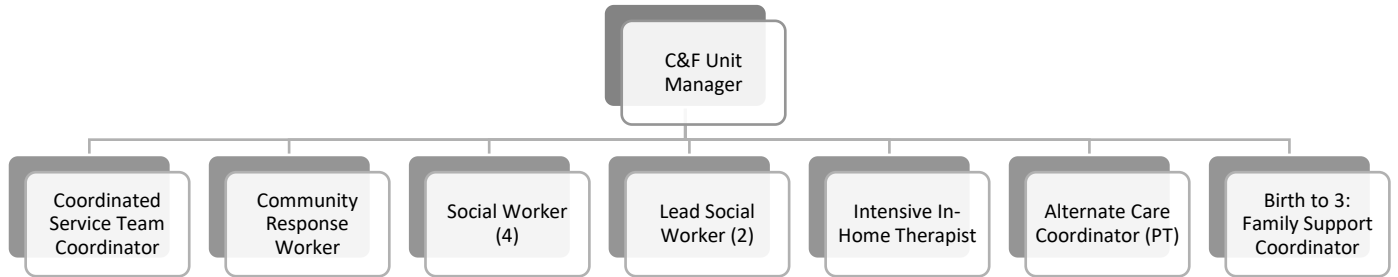 C&F Unit
Manager
Coordinated
Service Team
Coordinator
Community
Response
Worker
Social Worker
(4)
Lead Social
Worker (2)
Intensive In-
Home Therapist
Alternate Care
Coordinator (PT)
Birth to 3:
Family Support
Coordinator